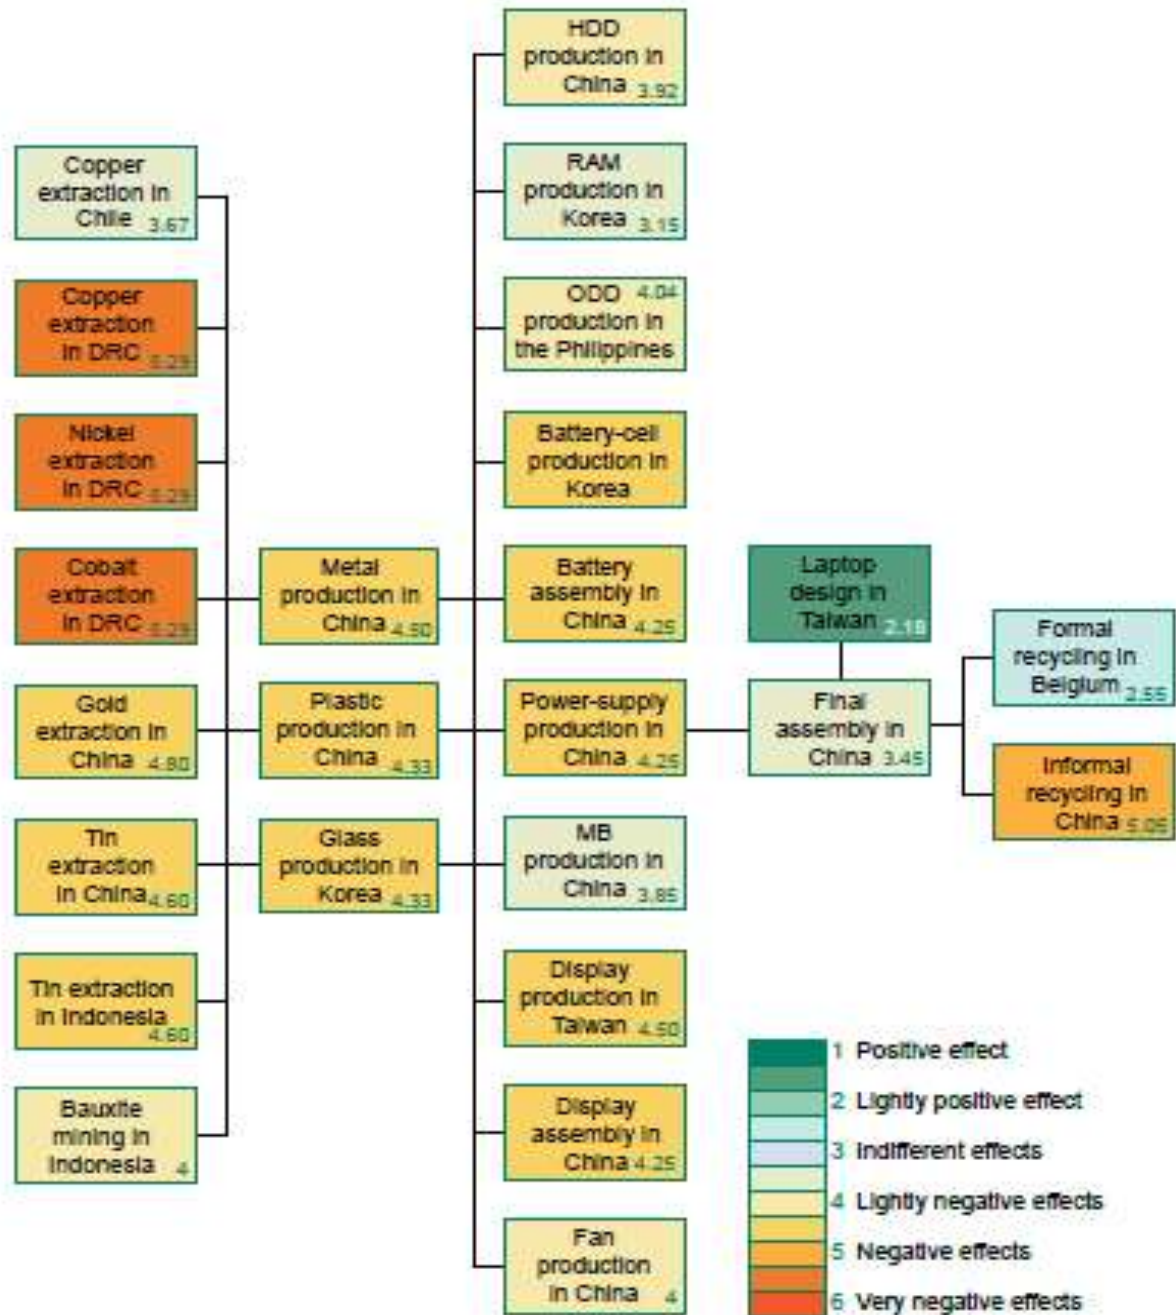 HDD
production in
China 3.92
Copper
extraction in
Chile 3.67
RAM
production in
Korea 3.15
Copper
extraction
in DRC 5.29
ODD 4.04
production in
the Philippines
Nickel
extraction
in DRC 5.29
Battery-cell
production in
Korea
Cobalt
extraction
in DRC 5.29
Metal
production in
China 4.50
Battery
assembly in
China 4.25
Laptop
design in
Taiwan 2.18
Formal
recycling in
Belgium 2.55
Gold
extraction in
China 4.80
Plastic
production in
China 4.33
Power-supply
production in
China 4.25
Final
assembly in
China 3.45
Informal
recycling in
China 5.05
Tin
extraction
in China 4.60
Glass
production in
Korea 4.33
MB
production in
China 3.85
Tin extraction
in Indonesia
4.60
Display
production in
Taiwan 4.50
Bauxite
mining in
Indonesia 4
Display
assembly in
China 4.25
Fan
production
in China 4
1 Positive effect
2 Lightly positive effect
3 Indifferent effects
4 Lightly negative effects
5 Negative effects
6 Very negative effects